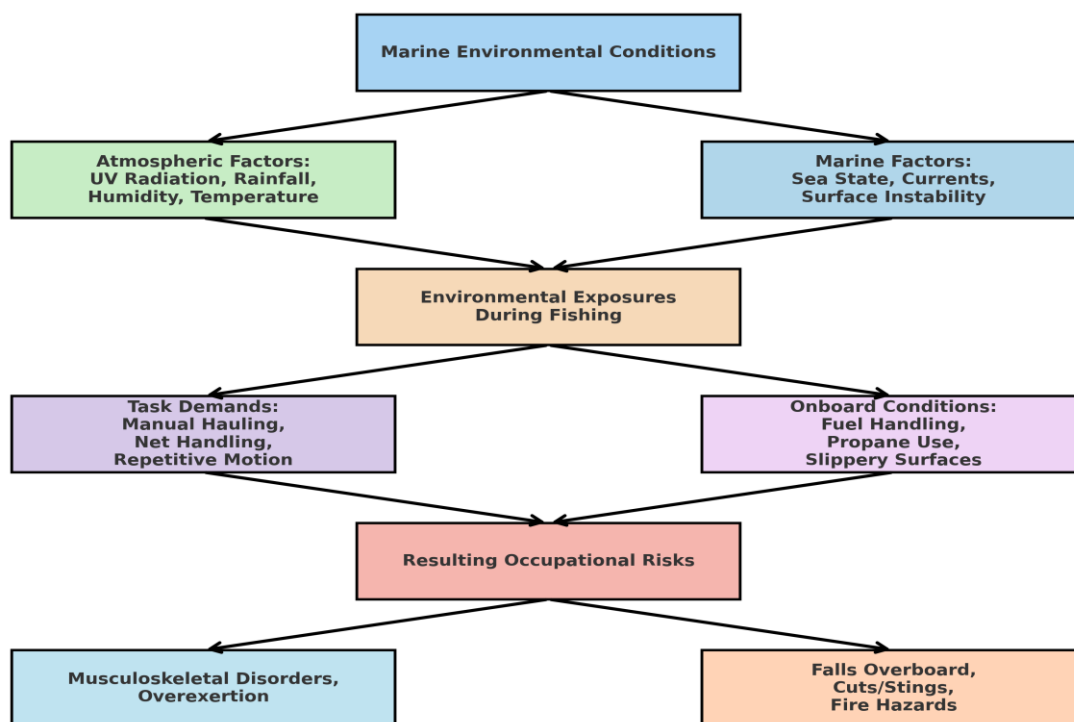 Marine Environmental Conditions
Atmospheric Factors:
UV Radiation, Rainfall,
Humidity, Temperature
Marine Factors:
Sea State, Currents,
Surface Instability
Environmental Exposures
During Fishing
Task Demands:
Manual Hauling,
Net Handling,
Repetitive Motion
Onboard Conditions:
Fuel Handling,
Propane Use,
Slippery Surfaces
Resulting Occupational Risks
Musculoskeletal Disorders,
Overexertion
Falls Overboard,
Cuts/Stings,
Fire Hazards